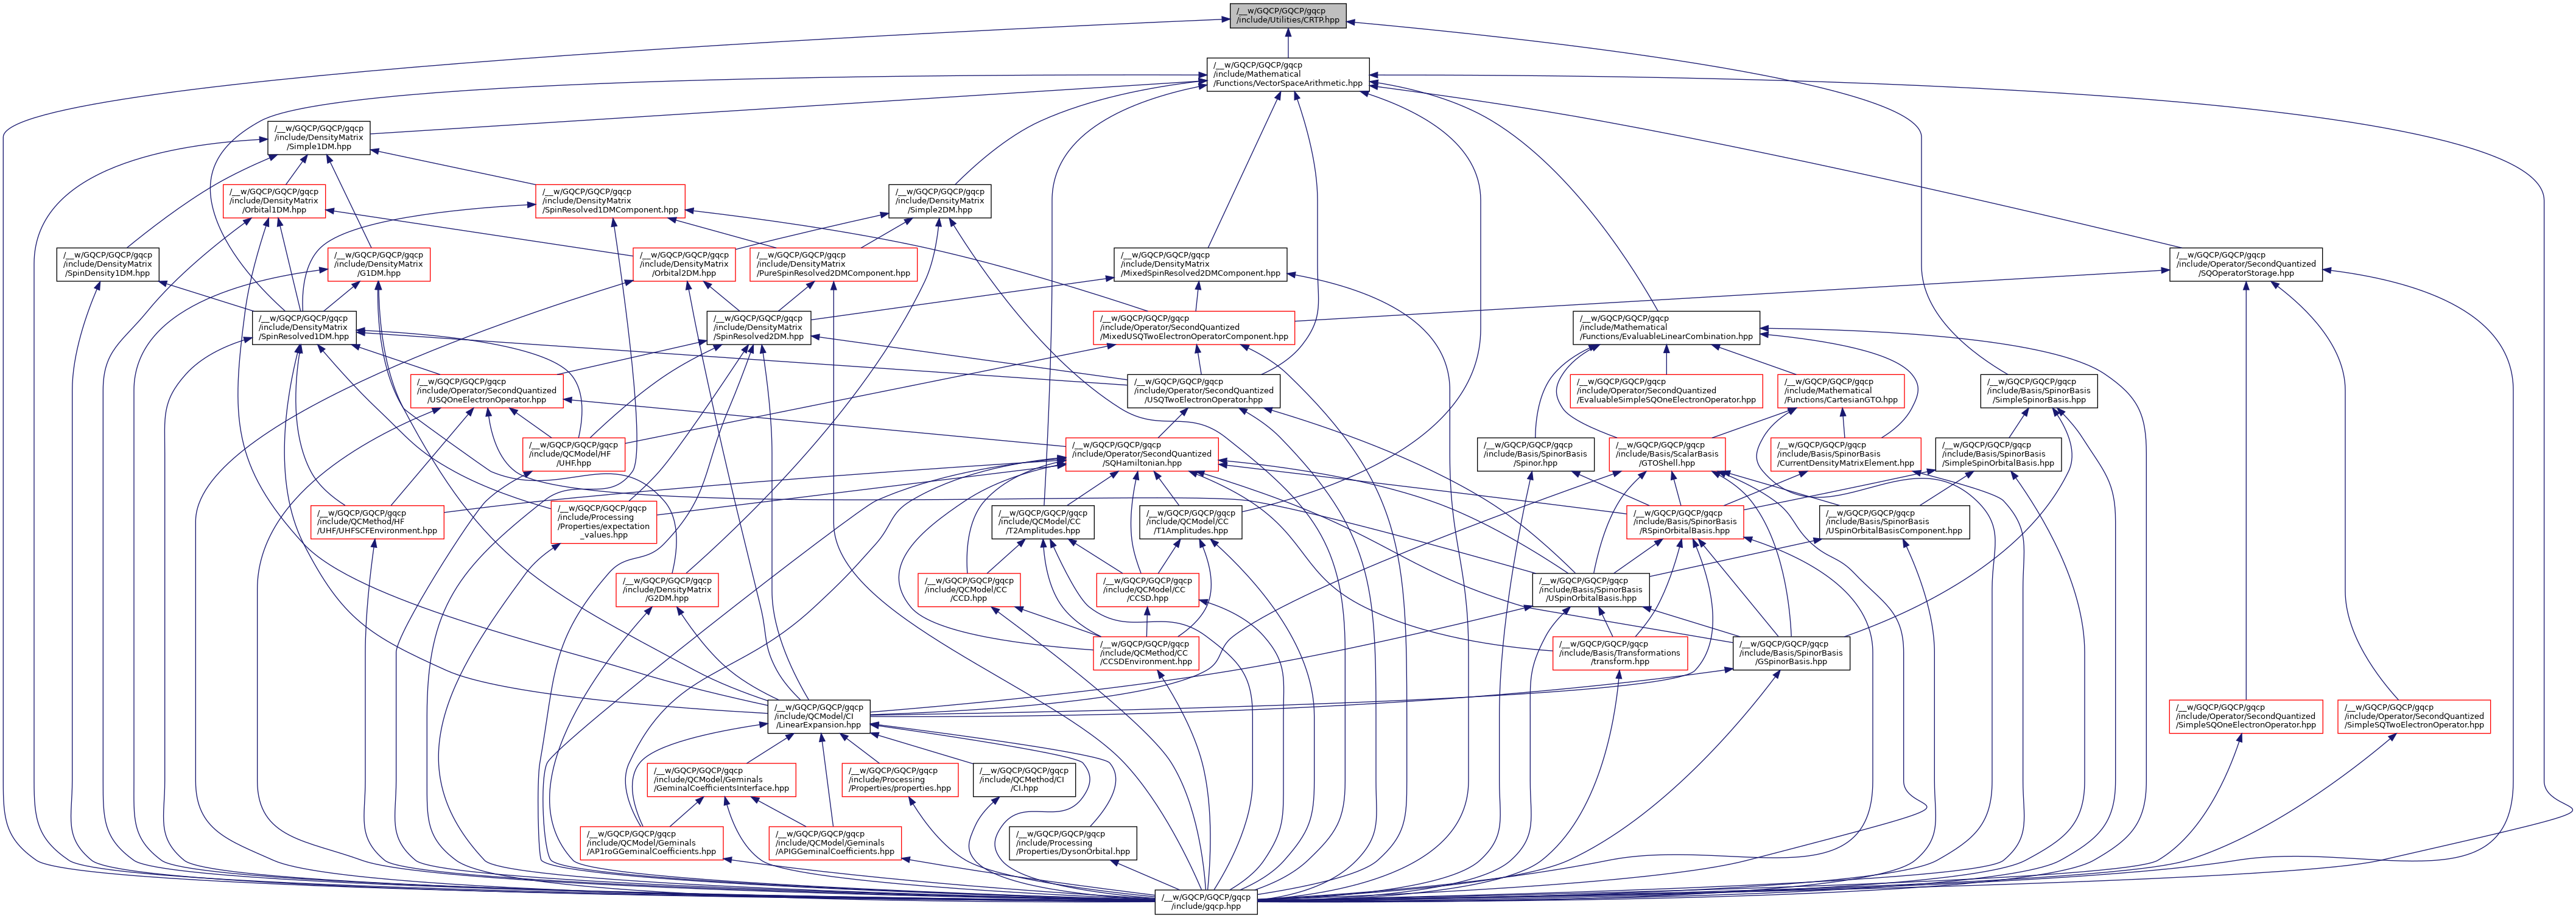 /__w/GQCP/GQCP/gqcp
/include/Utilities/CRTP.hpp
/__w/GQCP/GQCP/gqcp
/include/Mathematical
/Functions/VectorSpaceArithmetic.hpp
/__w/GQCP/GQCP/gqcp
/include/DensityMatrix
/Simple1DM.hpp
/__w/GQCP/GQCP/gqcp
/include/DensityMatrix
/Orbital1DM.hpp
/__w/GQCP/GQCP/gqcp
/include/DensityMatrix
/SpinResolved1DMComponent.hpp
/__w/GQCP/GQCP/gqcp
/include/DensityMatrix
/Simple2DM.hpp
/__w/GQCP/GQCP/gqcp
/include/DensityMatrix
/SpinDensity1DM.hpp
/__w/GQCP/GQCP/gqcp
/include/DensityMatrix
/G1DM.hpp
/__w/GQCP/GQCP/gqcp
/include/DensityMatrix
/Orbital2DM.hpp
/__w/GQCP/GQCP/gqcp
/include/DensityMatrix
/PureSpinResolved2DMComponent.hpp
/__w/GQCP/GQCP/gqcp
/include/DensityMatrix
/MixedSpinResolved2DMComponent.hpp
/__w/GQCP/GQCP/gqcp
/include/Operator/SecondQuantized
/SQOperatorStorage.hpp
/__w/GQCP/GQCP/gqcp
/include/DensityMatrix
/SpinResolved1DM.hpp
/__w/GQCP/GQCP/gqcp
/include/DensityMatrix
/SpinResolved2DM.hpp
/__w/GQCP/GQCP/gqcp
/include/Operator/SecondQuantized
/MixedUSQTwoElectronOperatorComponent.hpp
/__w/GQCP/GQCP/gqcp
/include/Mathematical
/Functions/EvaluableLinearCombination.hpp
/__w/GQCP/GQCP/gqcp
/include/Operator/SecondQuantized
/USQOneElectronOperator.hpp
/__w/GQCP/GQCP/gqcp
/include/Operator/SecondQuantized
/USQTwoElectronOperator.hpp
/__w/GQCP/GQCP/gqcp
/include/Operator/SecondQuantized
/EvaluableSimpleSQOneElectronOperator.hpp
/__w/GQCP/GQCP/gqcp
/include/Mathematical
/Functions/CartesianGTO.hpp
/__w/GQCP/GQCP/gqcp
/include/Basis/SpinorBasis
/SimpleSpinorBasis.hpp
/__w/GQCP/GQCP/gqcp
/include/QCModel/HF
/UHF.hpp
/__w/GQCP/GQCP/gqcp
/include/Operator/SecondQuantized
/SQHamiltonian.hpp
/__w/GQCP/GQCP/gqcp
/include/Basis/SpinorBasis
/Spinor.hpp
/__w/GQCP/GQCP/gqcp
/include/Basis/ScalarBasis
/GTOShell.hpp
/__w/GQCP/GQCP/gqcp
/include/Basis/SpinorBasis
/CurrentDensityMatrixElement.hpp
/__w/GQCP/GQCP/gqcp
/include/Basis/SpinorBasis
/SimpleSpinOrbitalBasis.hpp
/__w/GQCP/GQCP/gqcp
/include/QCMethod/HF
/UHF/UHFSCFEnvironment.hpp
/__w/GQCP/GQCP/gqcp
/include/Processing
/Properties/expectation
_values.hpp
/__w/GQCP/GQCP/gqcp
/include/QCModel/CC
/T2Amplitudes.hpp
/__w/GQCP/GQCP/gqcp
/include/QCModel/CC
/T1Amplitudes.hpp
/__w/GQCP/GQCP/gqcp
/include/Basis/SpinorBasis
/RSpinOrbitalBasis.hpp
/__w/GQCP/GQCP/gqcp
/include/Basis/SpinorBasis
/USpinOrbitalBasisComponent.hpp
/__w/GQCP/GQCP/gqcp
/include/DensityMatrix
/G2DM.hpp
/__w/GQCP/GQCP/gqcp
/include/QCModel/CC
/CCD.hpp
/__w/GQCP/GQCP/gqcp
/include/QCModel/CC
/CCSD.hpp
/__w/GQCP/GQCP/gqcp
/include/Basis/SpinorBasis
/USpinOrbitalBasis.hpp
/__w/GQCP/GQCP/gqcp
/include/QCMethod/CC
/CCSDEnvironment.hpp
/__w/GQCP/GQCP/gqcp
/include/Basis/Transformations
/transform.hpp
/__w/GQCP/GQCP/gqcp
/include/Basis/SpinorBasis
/GSpinorBasis.hpp
/__w/GQCP/GQCP/gqcp
/include/QCModel/CI
/LinearExpansion.hpp
/__w/GQCP/GQCP/gqcp
/include/Operator/SecondQuantized
/SimpleSQOneElectronOperator.hpp
/__w/GQCP/GQCP/gqcp
/include/Operator/SecondQuantized
/SimpleSQTwoElectronOperator.hpp
/__w/GQCP/GQCP/gqcp
/include/QCModel/Geminals
/GeminalCoefficientsInterface.hpp
/__w/GQCP/GQCP/gqcp
/include/Processing
/Properties/properties.hpp
/__w/GQCP/GQCP/gqcp
/include/QCMethod/CI
/CI.hpp
/__w/GQCP/GQCP/gqcp
/include/QCModel/Geminals
/AP1roGGeminalCoefficients.hpp
/__w/GQCP/GQCP/gqcp
/include/QCModel/Geminals
/APIGGeminalCoefficients.hpp
/__w/GQCP/GQCP/gqcp
/include/Processing
/Properties/DysonOrbital.hpp
/__w/GQCP/GQCP/gqcp
/include/gqcp.hpp